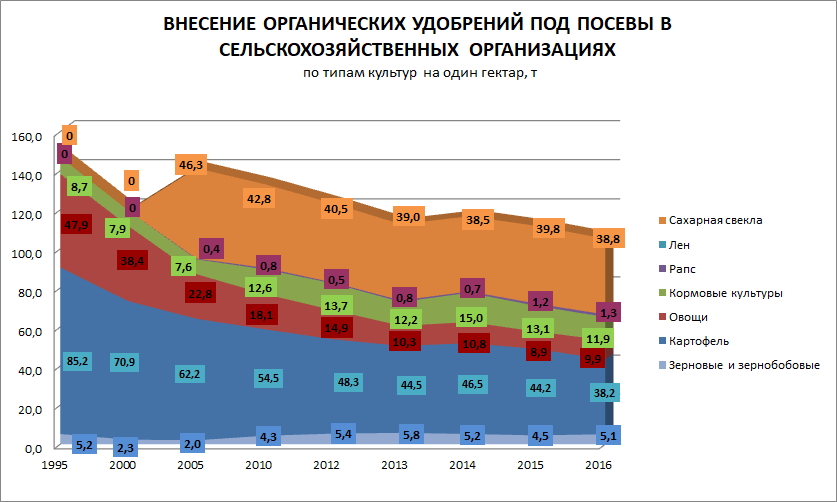 ВНЕСЕНИЕ ОРГАНИЧЕСКИХ УДОБРЕНИЙ ПОД ПОСЕВЫ В
СЕЛЬСКОХОЗЯЙСТВЕННЫХ ОРГАНИЗАЦИЯХ
по типам культур на один гектар, т
160,0
140,0
120,0
100,0
80,0
60,0
40,0
20,0
0,0
0 0 46,3 42,8 40,5 39,0 38,5 39,8 38,8
0 0 0,4 0,8 0,5 0,8 0,7 1,2 1,3
8,7 7,9 7,6 12,6 13,7 12,2 15,0 13,1 11,9
47,9 38,4 22,8 18,1 14,9 10,3 10,8 8,9 9,9
85,2 70,9 62,2 54,5 48,3 44,5 46,5 44,2 38,2
5,2 2,3 2,0 4,3 5,4 5,8 5,2 4,5 5,1
1995 2000 2005 2010 2012 2013 2014 2015 2016
Сахарная свекла
Лен
Рапс
Кормовые культуры
Овощи
Картофель
Зерновые и зернобобовые